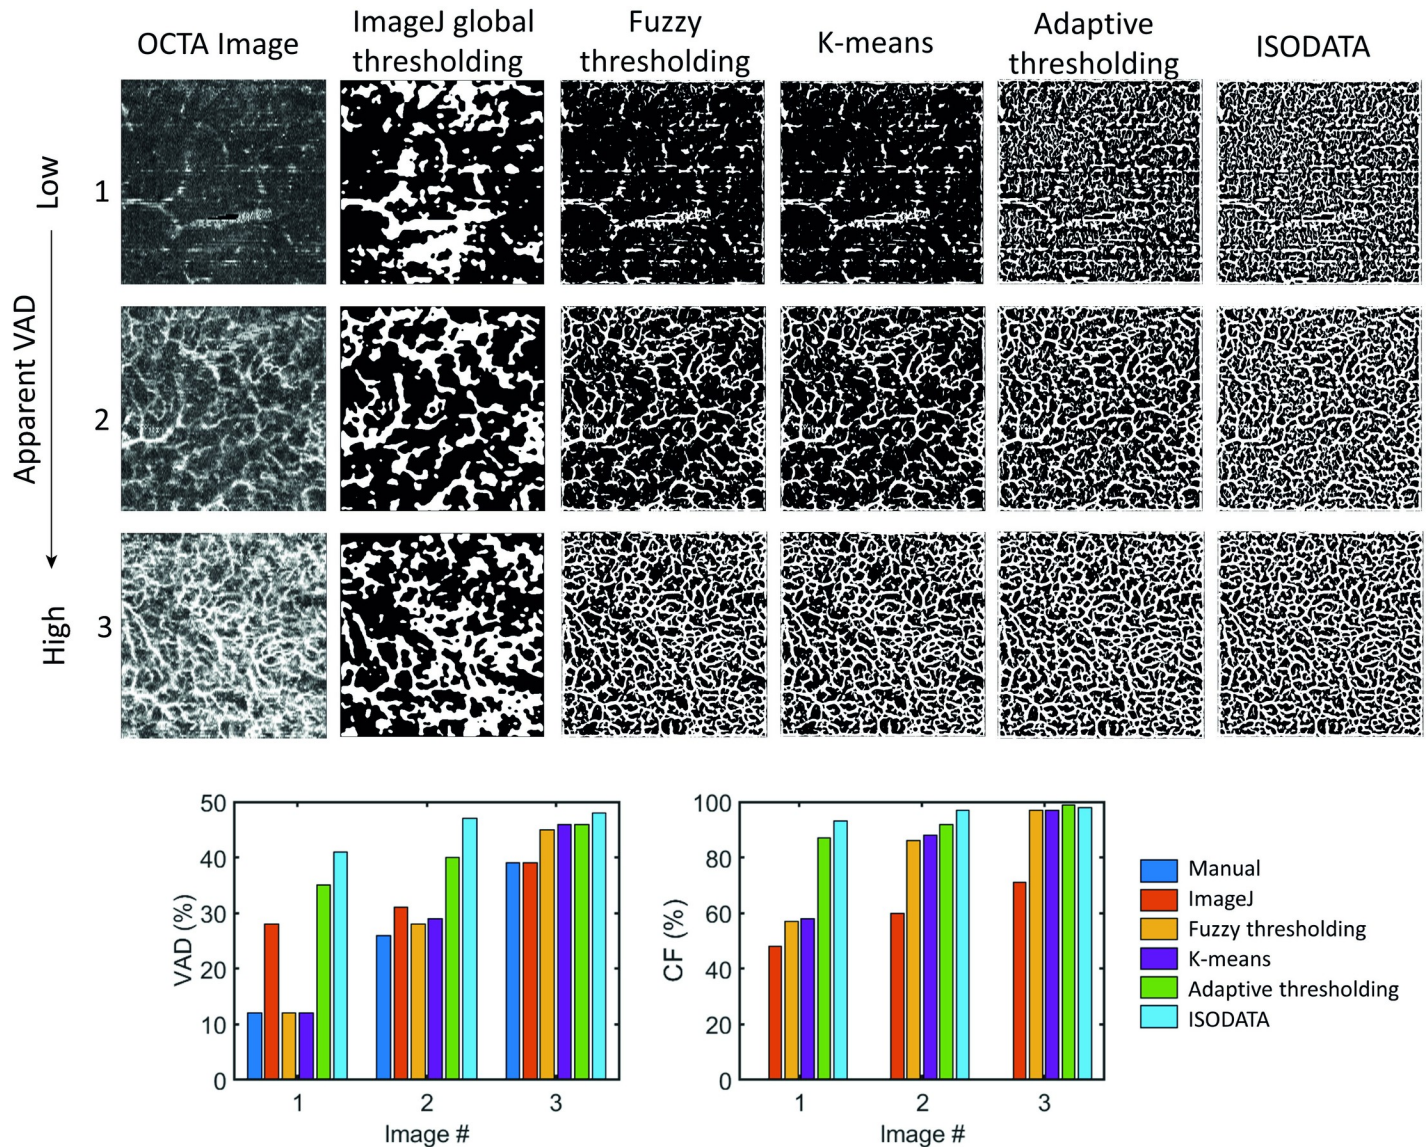 OCTA Image
ImageJ global
thresholding
Fuzzy
thresholding
K-means
Adaptive
thresholding
ISODATA
Low
Apparent VAD
High
1
2
3
VAD (%)
50
40
30
20
10
0
1 2 3
Image #
CF (%)
100
80
60
40
20
0
1 2 3
Image #
Manual
ImageJ
Fuzzy thresholding
K-means
Adaptive thresholding
ISODATA